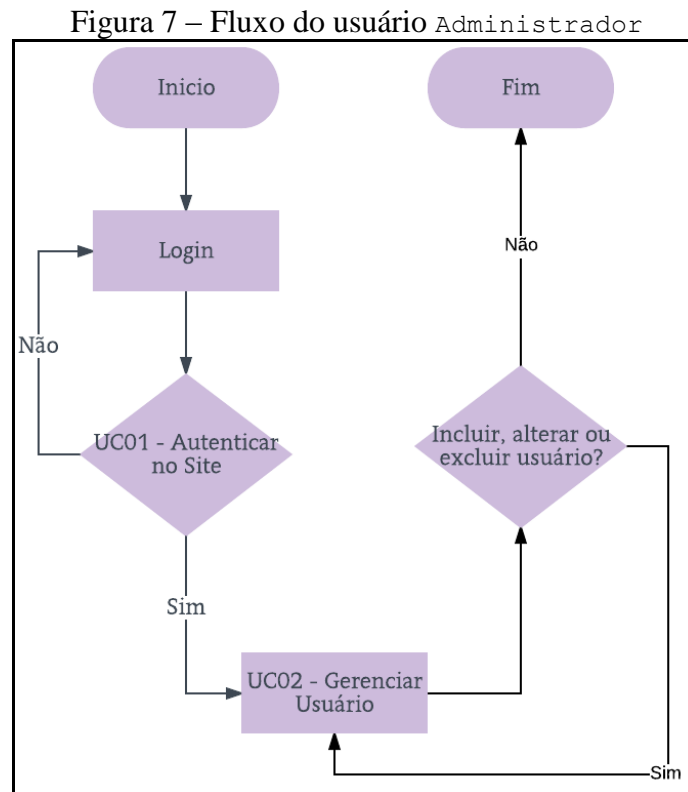 Figura 7 – Fluxo do usuário Administrador
Inicio
Fim
Login
Não
Não
UC01 - Autenticar
no Site
Incluir, alterar ou
excluir usuário?
Sim
UC02 - Gerenciar
Usuário
Sim